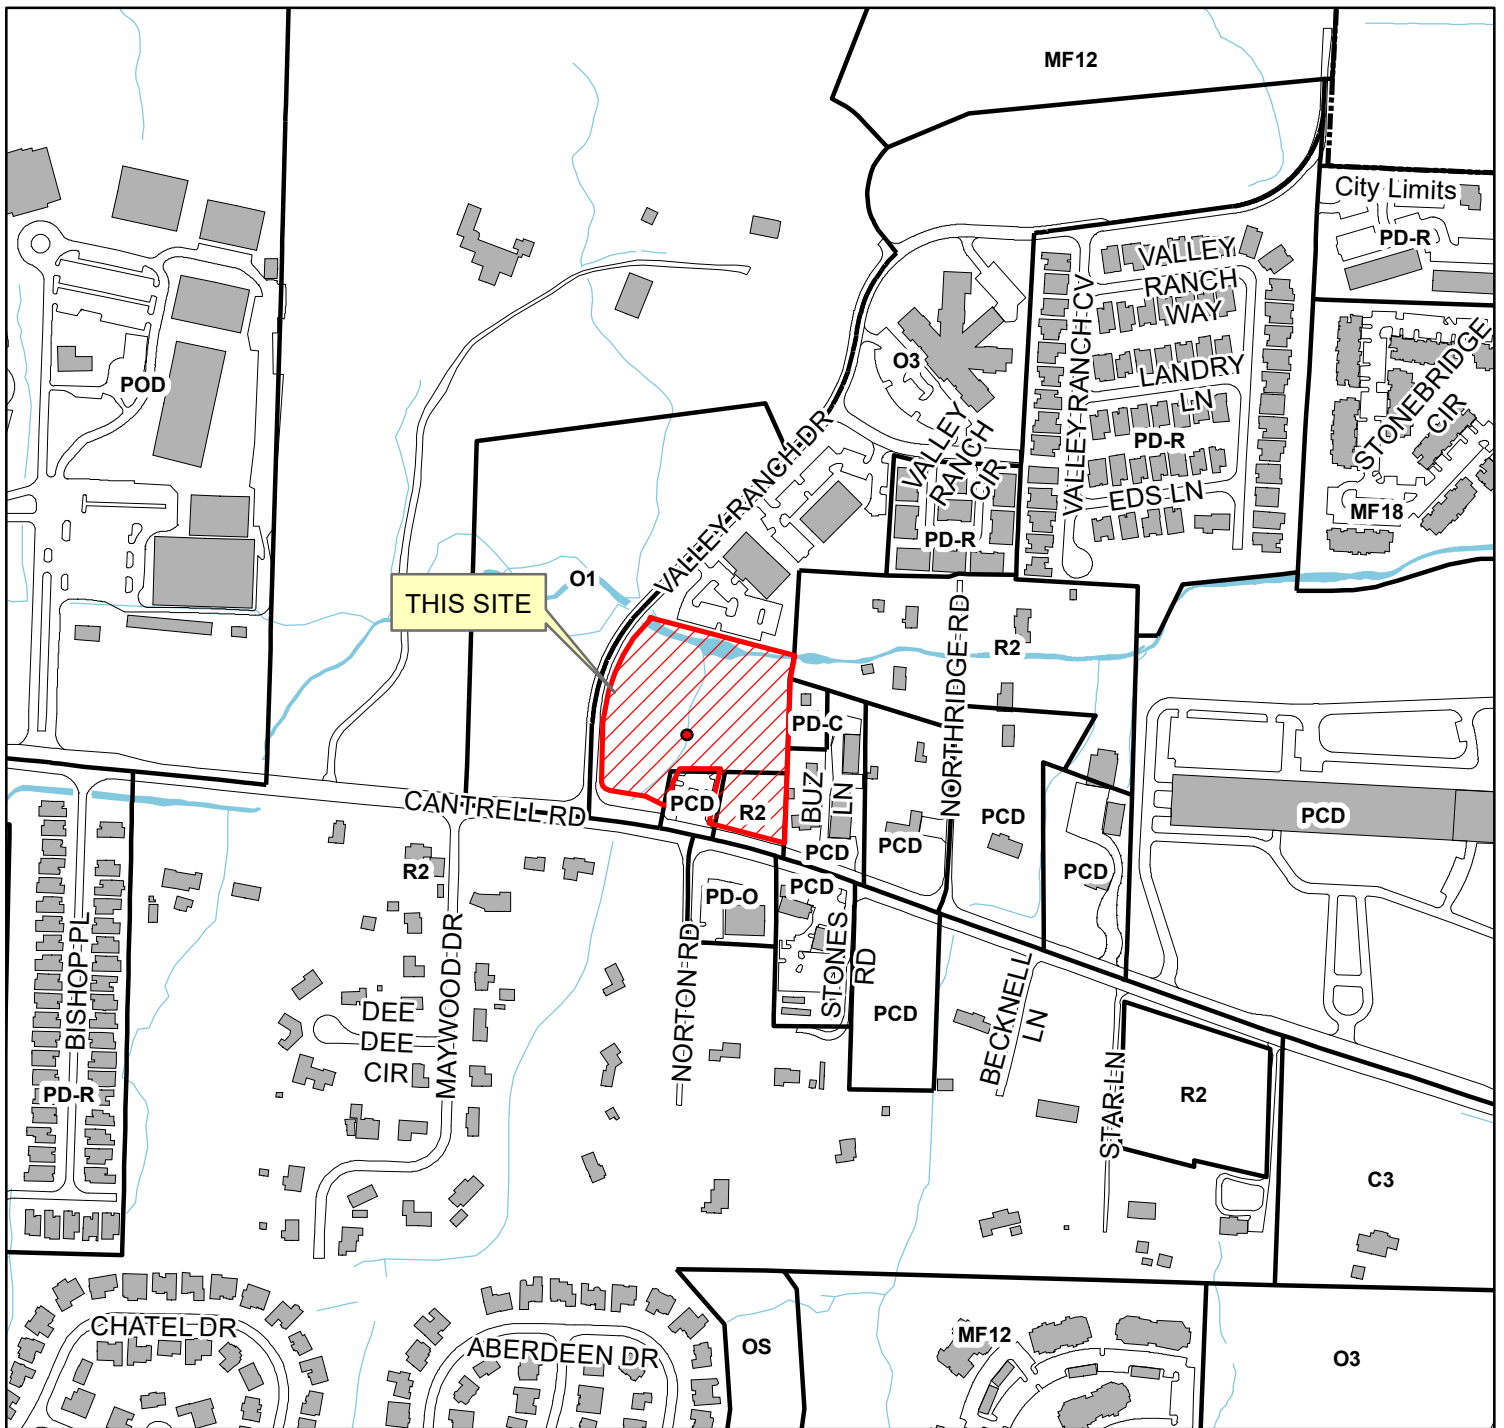 MF12
City Limits
PD-R
VALLEY
RANCH
WAY
VALLEY RANCH CV
LANDRY
LN
PD-R
EDS LN
STONEBRIDGE
CIR
MF18
O3
POD
VALLEY
RANCH
CIR
PD-R
VALLEY RANCH DR
O1
THIS SITE
R2
NORTHRIDGE RD
PD-C
BUZ
LN
PCD
R2
PCD
PCD
PCD
PCD
PCD
CANTRELL RD
R2
PD-O
PCD
STONES
RD
PCD
NORTON RD
MAYWOOD DR
DEE
DEE
CIR
BISHOP PL
PD-R
BECKNELL
LN
STAR LN
R2
C3
CHATEL DR
ABERDEEN DR
OS
MF12
O3